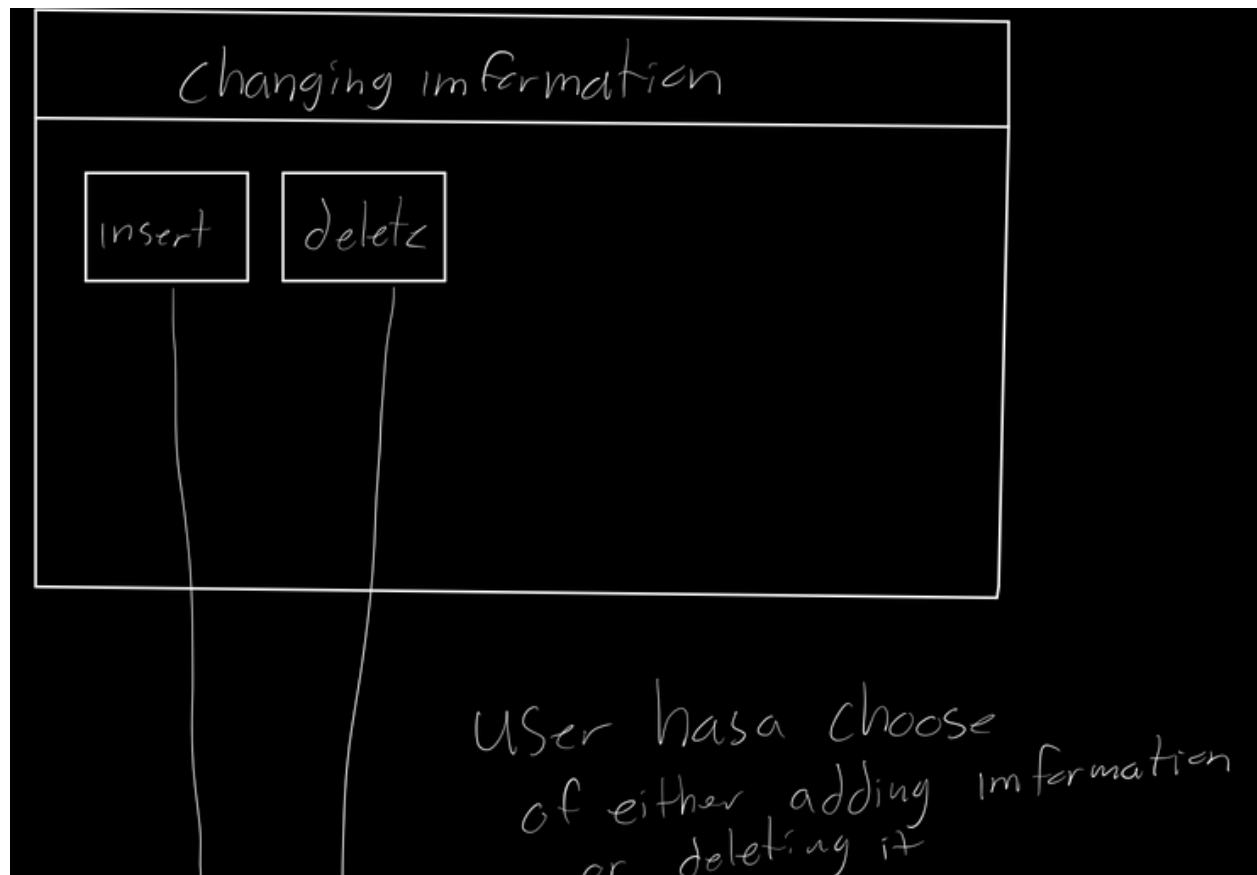 Changing imformation
insert
delete
User hasa choose
of either adding imformation
or deleting it